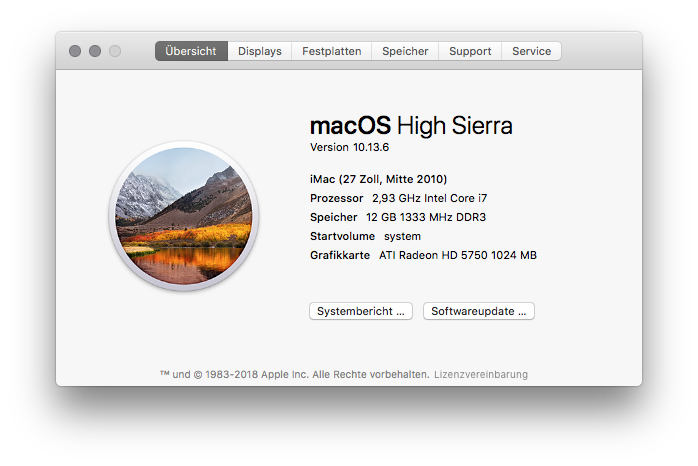 Übersicht Displays Festplatten Speicher Support Service
macOS High Sierra
Version 10.13.6
iMac (27 Zoll, Mitte 2010)
Prozessor 2,93 GHz Intel Core i7
Speicher 12 GB 1333 MHz DDR3
Startvolume system
Grafikkarte ATI Radeon HD 5750 1024 MB
Systembericht ... Softwareupdate ...
™ und © 1983-2018 Apple Inc. Alle Rechte vorbehalten. Lizenzvereinbarung